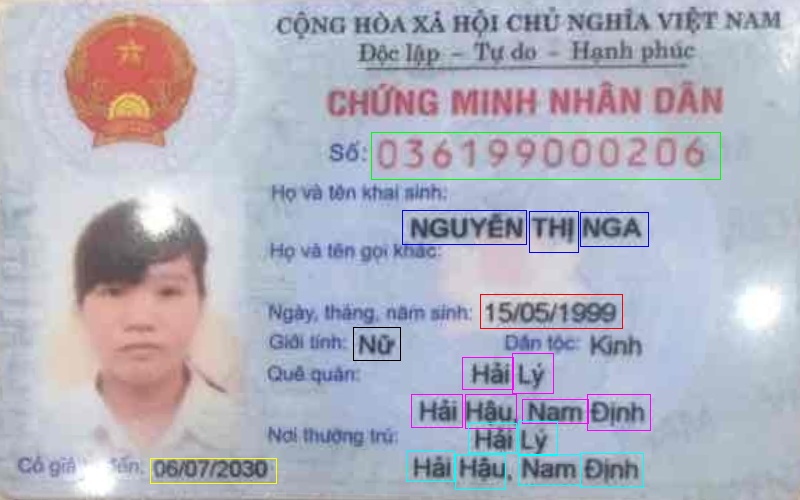 CỘNG HÒA XÃ HỘI CHỦ NGHĨA VIỆT NAM
Độc lập - Tự do - Hạnh phúc
CHỨNG MINH NHÂN DÂN
Số: 036199000206
Họ và tên khai sinh:
NGUYỄN THỊ NGA
Họ và tên gọi khác:
Ngày, tháng, năm sinh: 15/05/1999
Giới tính: Nữ Dân tộc: Kinh
Quê quán: Hải Lý
Hải Hậu, Nam Định
Nơi thường trú: Hải Lý
Có giá đến: 06/07/2030 Hải Hậu, Nam Định